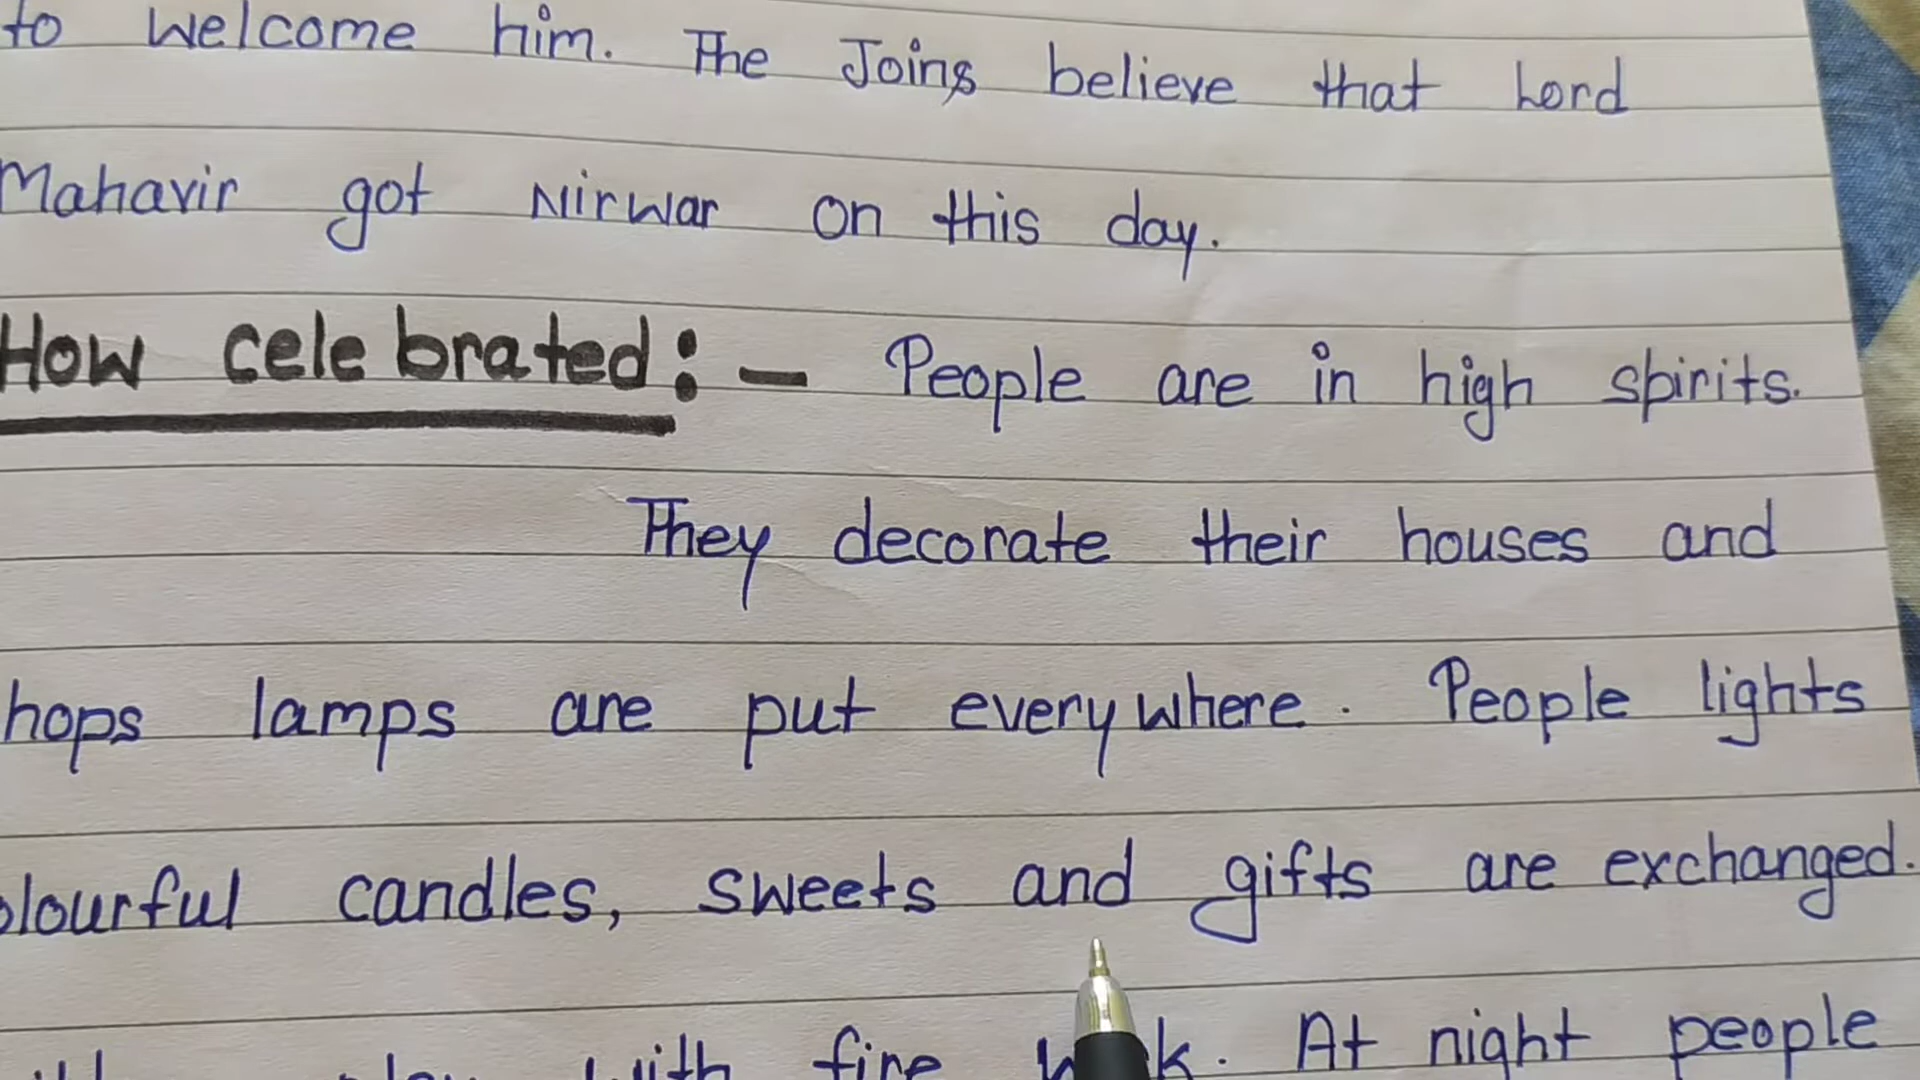 to welcome him. The Joins believe that Lord
Mahavir got Nirwar on this day.
How celebrated:- People are in high spirits.
They decorate their houses and
hops lamps are put everywhere. People lights
olourful candles, sweets and gifts are exchanged.
with fire At night people